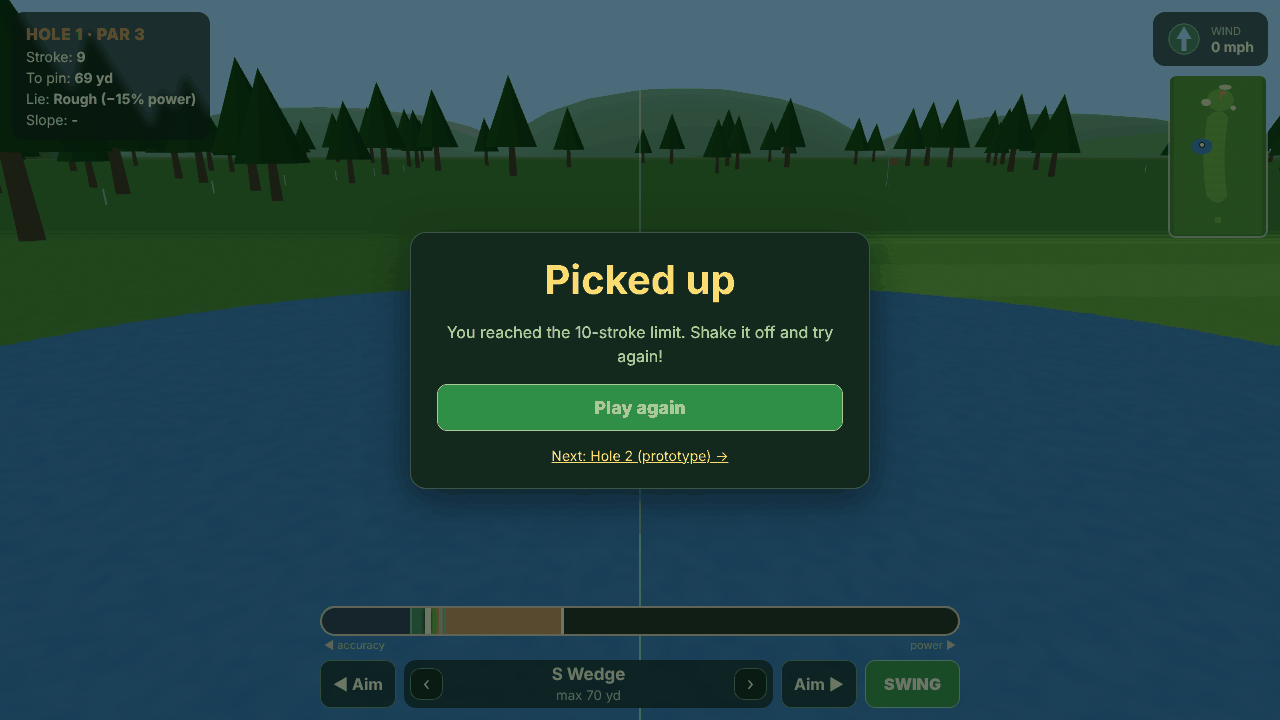 HOLE 1 · PAR 3
Stroke: 9
To pin: 69 yd
Lie: Rough (−15% power)
Slope: -
WIND
0 mph
Picked up
You reached the 10-stroke limit. Shake it off and try
again!
Play again
Next: Hole 2 (prototype) →
◀ accuracy
power ▶
◀ Aim
‹
S Wedge
max 70 yd
›
Aim ▶
SWING